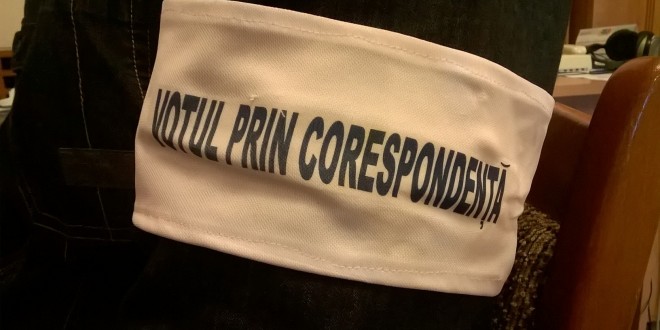 VOTUL PRIN CORESPONDENȚĂ